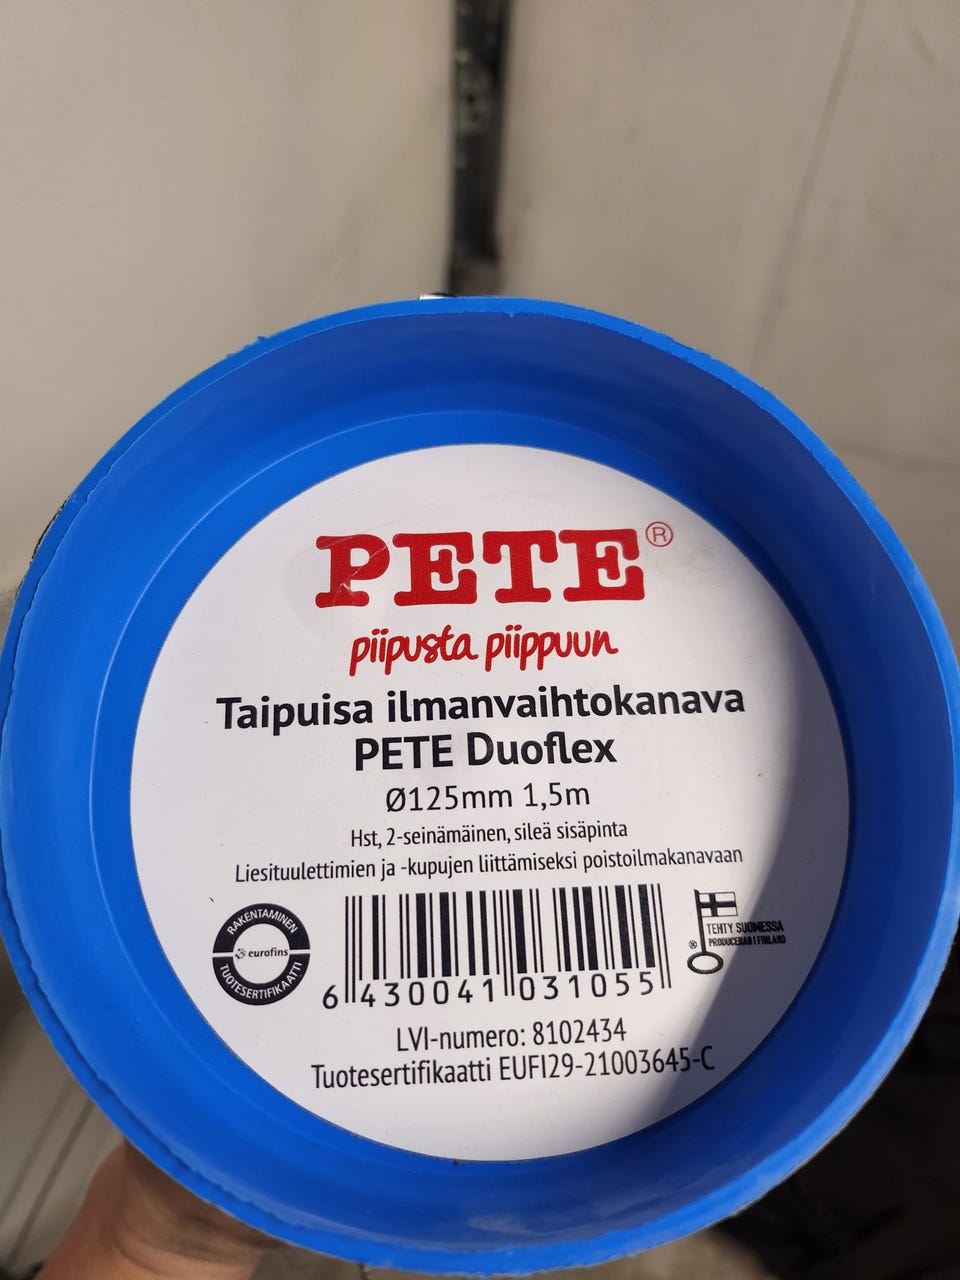 PETE®
piipusta piippuun
Taipuisa ilmanvaihtokanava
PETE Duoflex
Ø125mm 1,5m
Hst, 2-seinämäinen, sileä sisäpinta
Liesituulettimien ja -kupujen liittämiseksi poistoilmakanavaan
RAKENTAMINEN
eurofins
TUOTESERTIFIKAATTI
6 430041 031055
®
TEHTY SUOMESSA
PRODUCERAD I FINLAND
LVI-numero: 8102434
Tuotesertifikaatti EUFI29-21003645-C